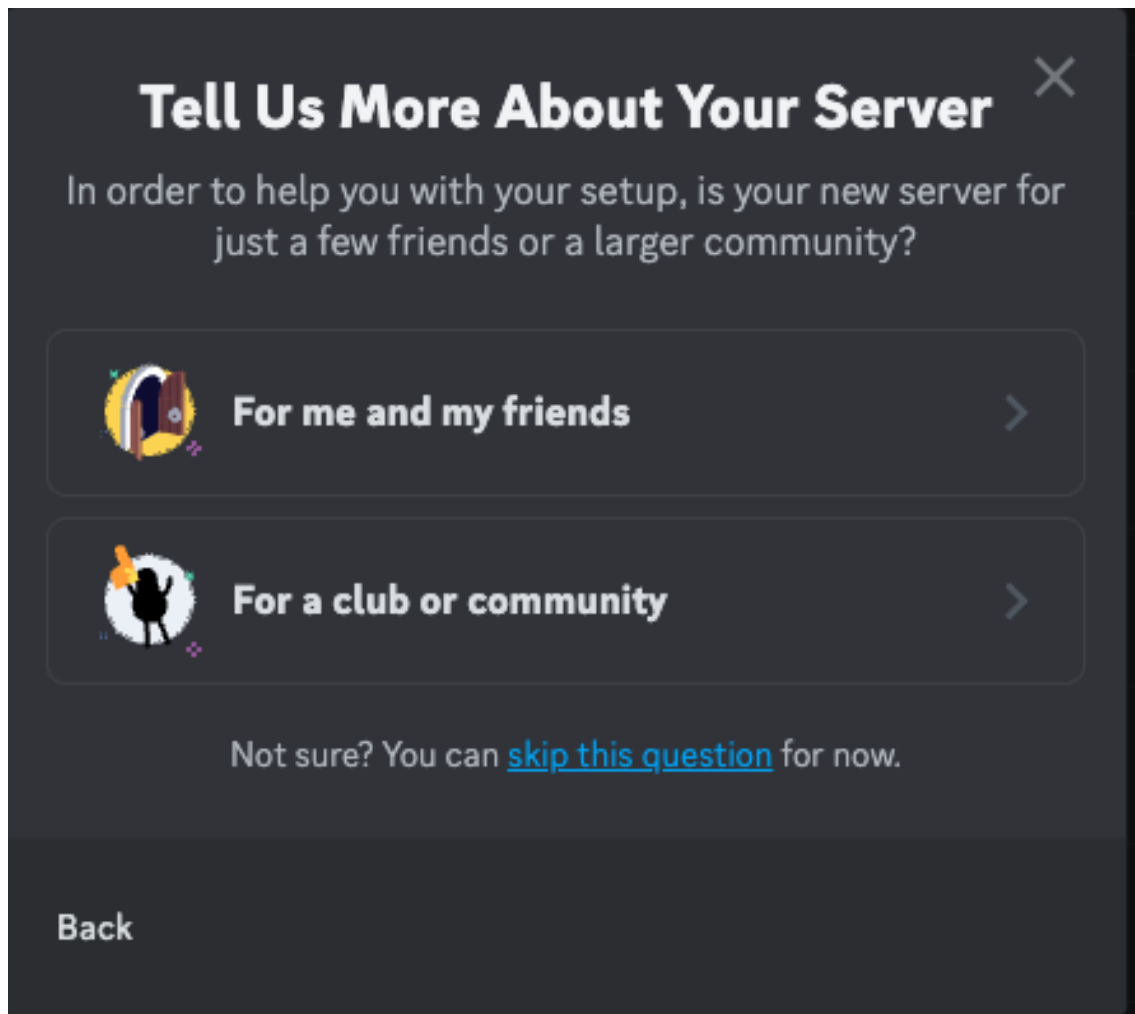 Tell Us More About Your Server
In order to help you with your setup, is your new server for
just a few friends or a larger community?
For me and my friends
For a club or community
Not sure? You can skip this question for now.
Back